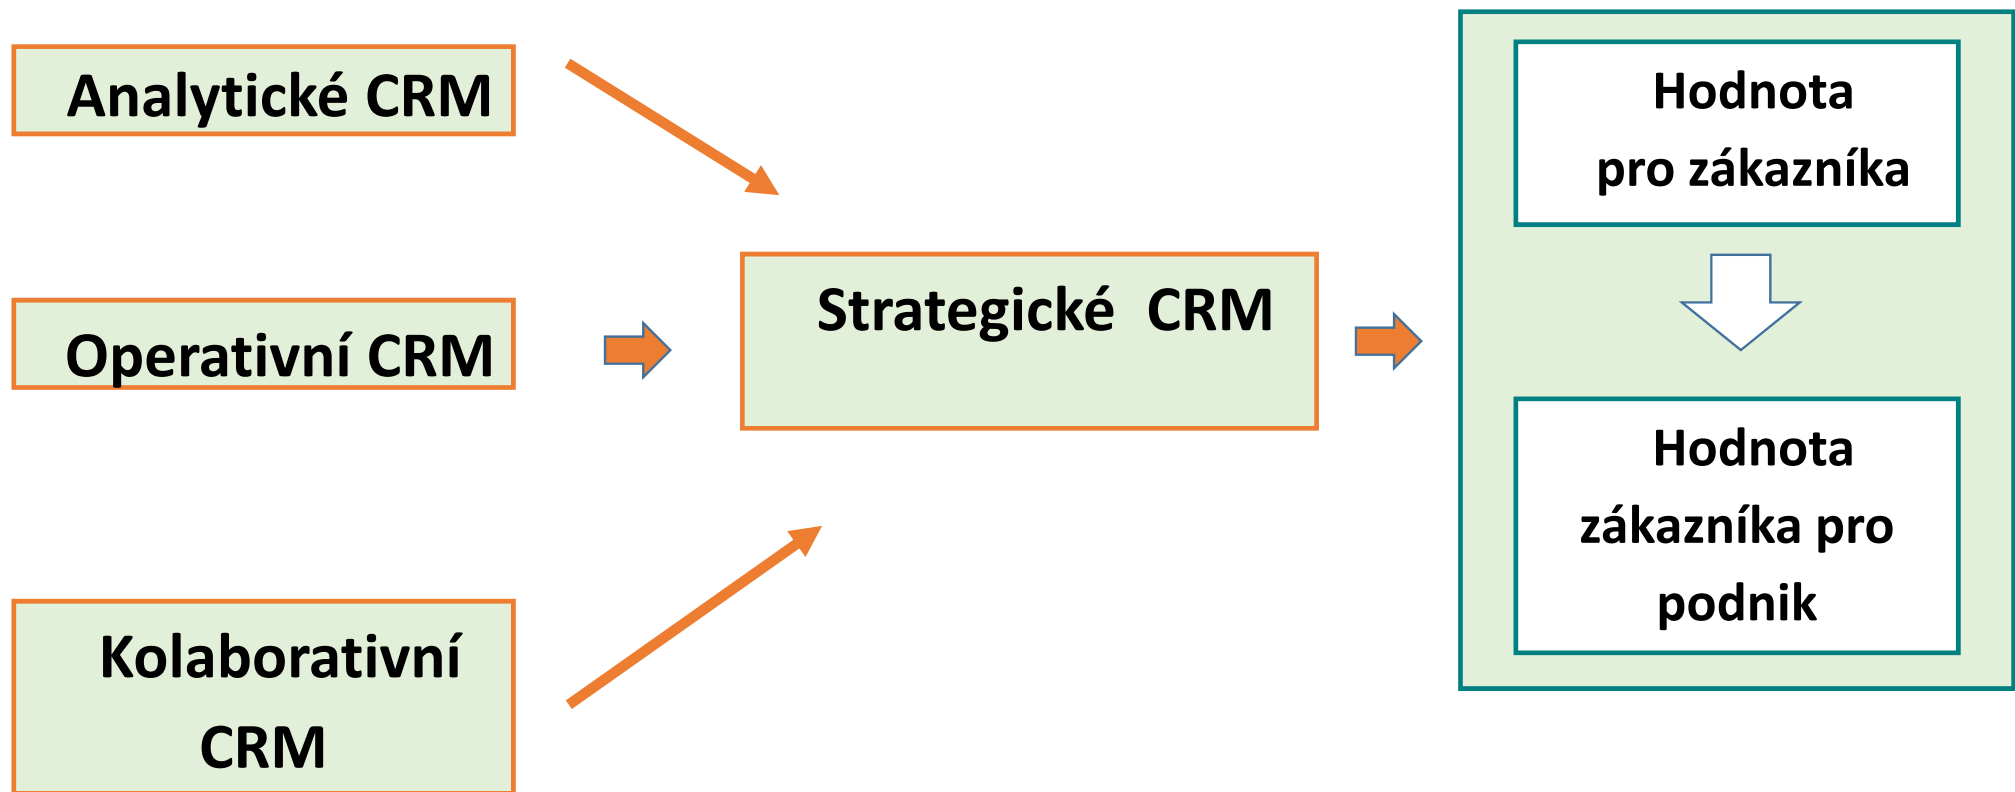 Analytické CRM
Operativní CRM
Kolaborativní
CRM
Strategické CRM
Hodnota
pro zákazníka
Hodnota
zákazníka pro
podnik